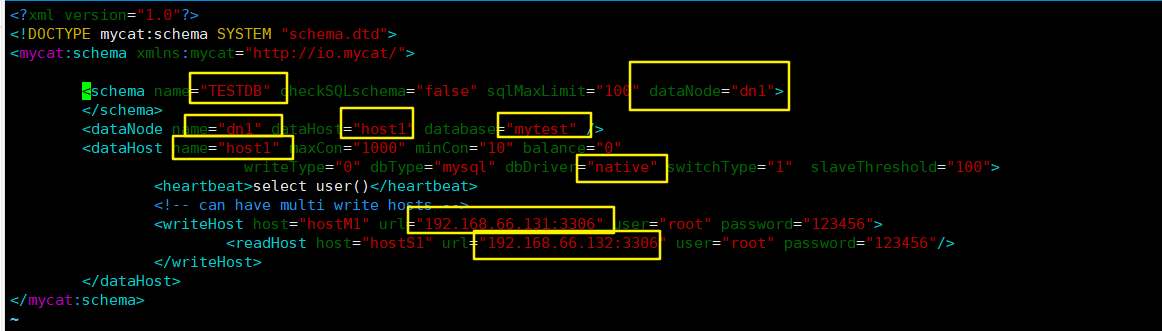 <?xml version="1.0"?>
<!DOCTYPE mycat:schema SYSTEM "schema.dtd">
<mycat:schema xmlns:mycat="http://io.mycat/">
<schema name="TESTDB" checkSQLschema="false" sqlMaxLimit="100" dataNode="dn1">
</schema>
<dataNode name="dn1" dataHost="host1" database="mytest" />
<dataHost name="host1" maxCon="1000" minCon="10" balance="0"
writeType="0" dbType="mysql" dbDriver="native" switchType="1" slaveThreshold="100">
<heartbeat>select user()</heartbeat>
<!-- can have multi write hosts -->
<writeHost host="hostM1" url="192.168.66.131:3306" user="root" password="123456">
<readHost host="hostS1" url="192.168.66.132:3306" user="root" password="123456"/>
</writeHost>
</dataHost>
</mycat:schema>
~